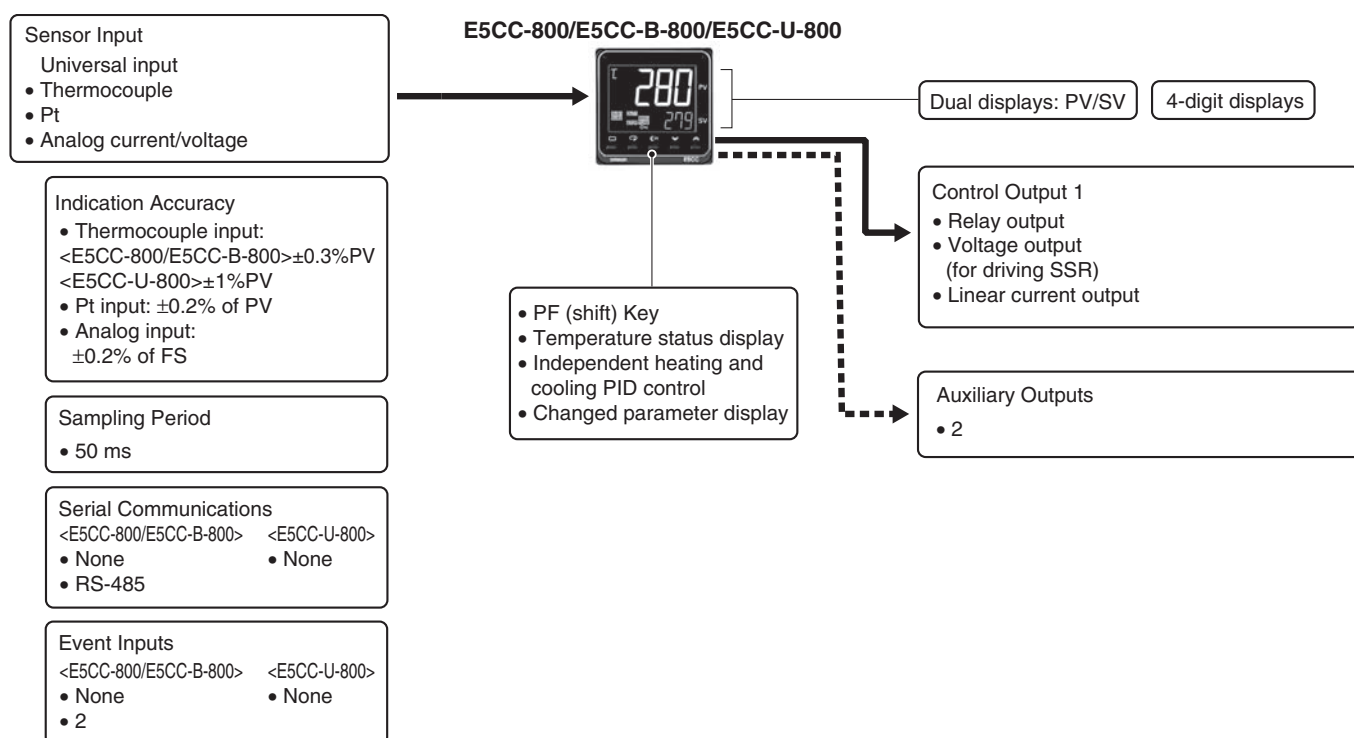 E5CC-800/E5CC-B-800/E5CC-U-800
Sensor Input
Universal input
• Thermocouple
• Pt
• Analog current/voltage
280
PV
279
SV
E5CC
Dual displays: PV/SV
4-digit displays
Indication Accuracy
• Thermocouple input:
<E5CC-800/E5CC-B-800>±0.3%PV
<E5CC-U-800>±1%PV
• Pt input: ±0.2% of PV
• Analog input:
±0.2% of FS
Control Output 1
• Relay output
• Voltage output
(for driving SSR)
• Linear current output
• PF (shift) Key
• Temperature status display
• Independent heating and
cooling PID control
• Changed parameter display
Auxiliary Outputs
• 2
Sampling Period
• 50 ms
Serial Communications
<E5CC-800/E5CC-B-800> <E5CC-U-800>
• None • None
• RS-485
Event Inputs
<E5CC-800/E5CC-B-800> <E5CC-U-800>
• None • None
• 2